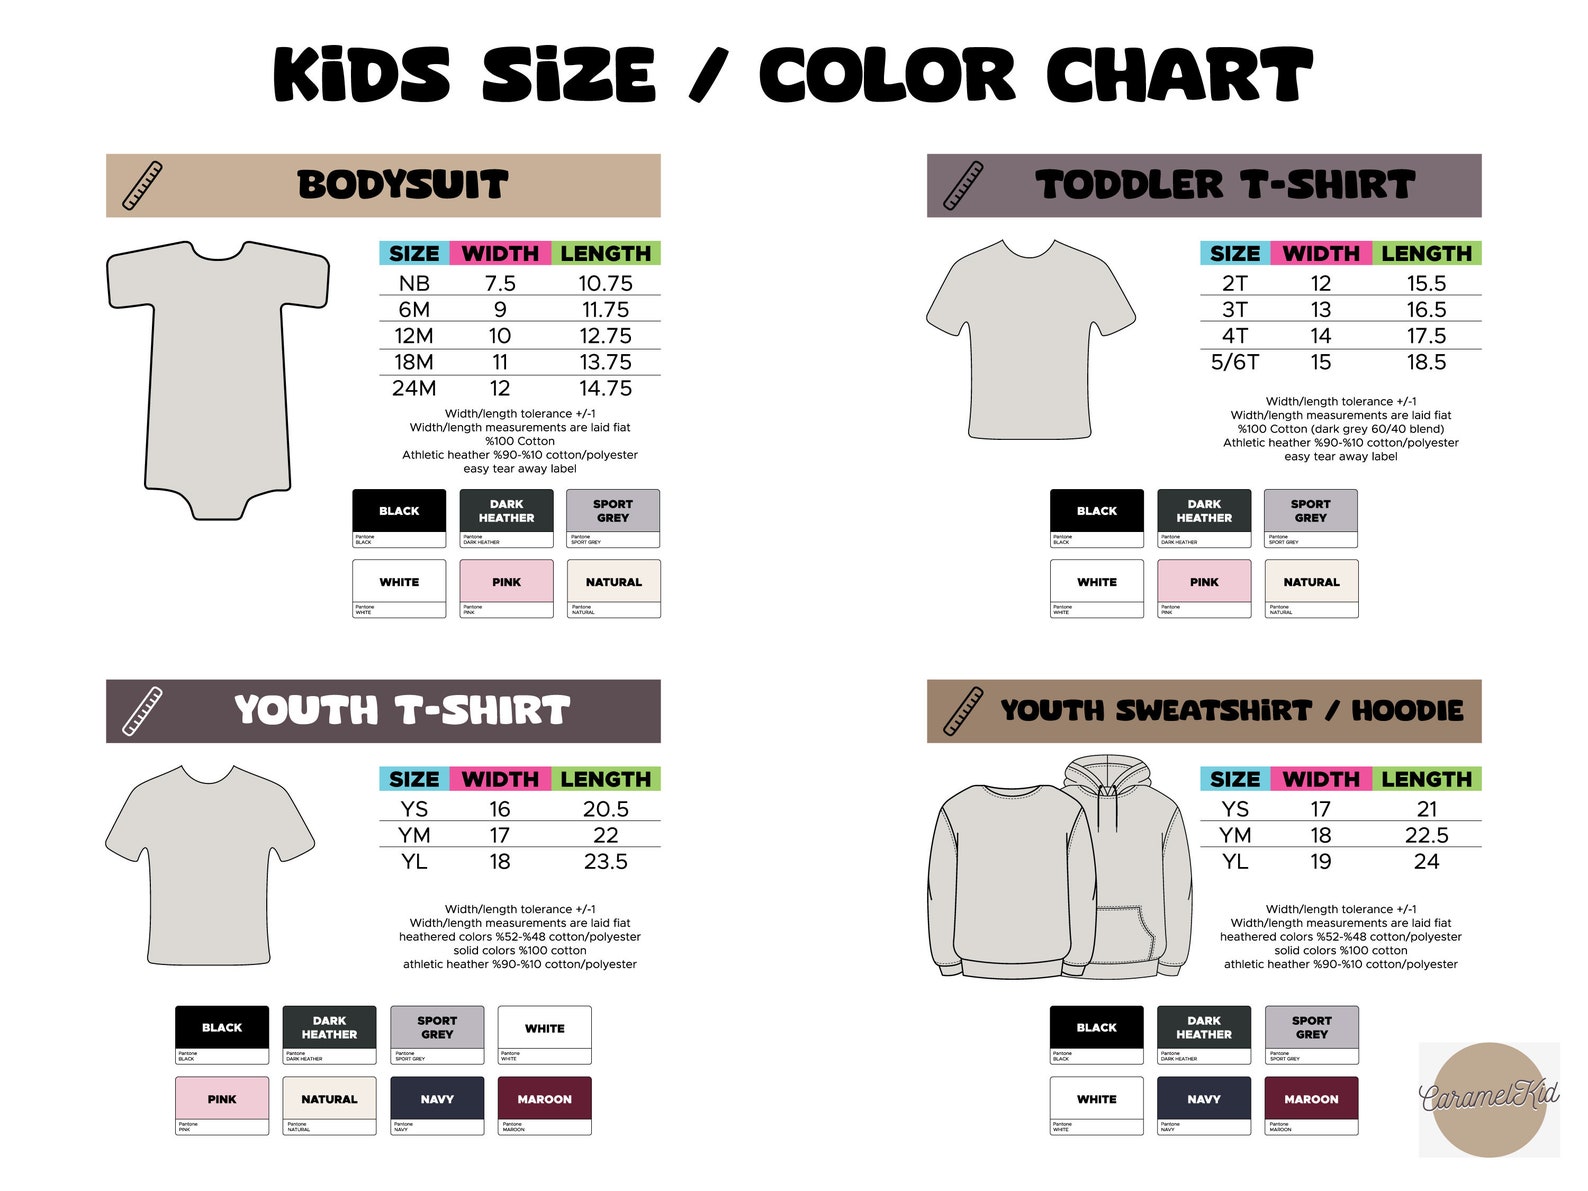 KiDS SiZE / COLOR CHART
BODYSUIT
SIZE WIDTH LENGTH
NB 7.5 10.75
6M 9 11.75
12M 10 12.75
18M 11 13.75
24M 12 14.75
Width/length tolerance +/-1
Width/length measurements are laid fiat
%100 Cotton
Athletic heather %90-%10 cotton/polyester
easy tear away label
BLACK DARK HEATHER SPORT GREY
Pantone BLACK Pantone DARK HEATHER Pantone SPORT GREY
WHITE PINK NATURAL
Pantone WHITE Pantone PINK Pantone NATURAL
TODDLER T-SHIRT
SIZE WIDTH LENGTH
2T 12 15.5
3T 13 16.5
4T 14 17.5
5/6T 15 18.5
Width/length tolerance +/-1
Width/length measurements are laid fiat
%100 Cotton (dark grey 60/40 blend)
Athletic heather %90-%10 cotton/polyester
easy tear away label
BLACK DARK HEATHER SPORT GREY
Pantone BLACK Pantone DARK HEATHER Pantone SPORT GREY
WHITE PINK NATURAL
Pantone WHITE Pantone PINK Pantone NATURAL
YOUTH T-SHIRT
SIZE WIDTH LENGTH
YS 16 20.5
YM 17 22
YL 18 23.5
Width/length tolerance +/-1
Width/length measurements are laid fiat
heathered colors %52-%48 cotton/polyester
solid colors %100 cotton
athletic heather %90-%10 cotton/polyester
BLACK DARK HEATHER SPORT GREY WHITE
Pantone BLACK Pantone DARK HEATHER Pantone SPORT GREY Pantone WHITE
PINK NATURAL NAVY MAROON
Pantone PINK Pantone NATURAL Pantone NAVY Pantone MAROON
YOUTH SWEATSHiRT / HOODIE
SIZE WIDTH LENGTH
YS 17 21
YM 18 22.5
YL 19 24
Width/length tolerance +/-1
Width/length measurements are laid fiat
heathered colors %52-%48 cotton/polyester
solid colors %100 cotton
athletic heather %90-%10 cotton/polyester
BLACK DARK HEATHER SPORT GREY
Pantone BLACK Pantone DARK HEATHER Pantone SPORT GREY
WHITE NAVY MAROON
Pantone WHITE Pantone NAVY Pantone MAROON
CaramelKid